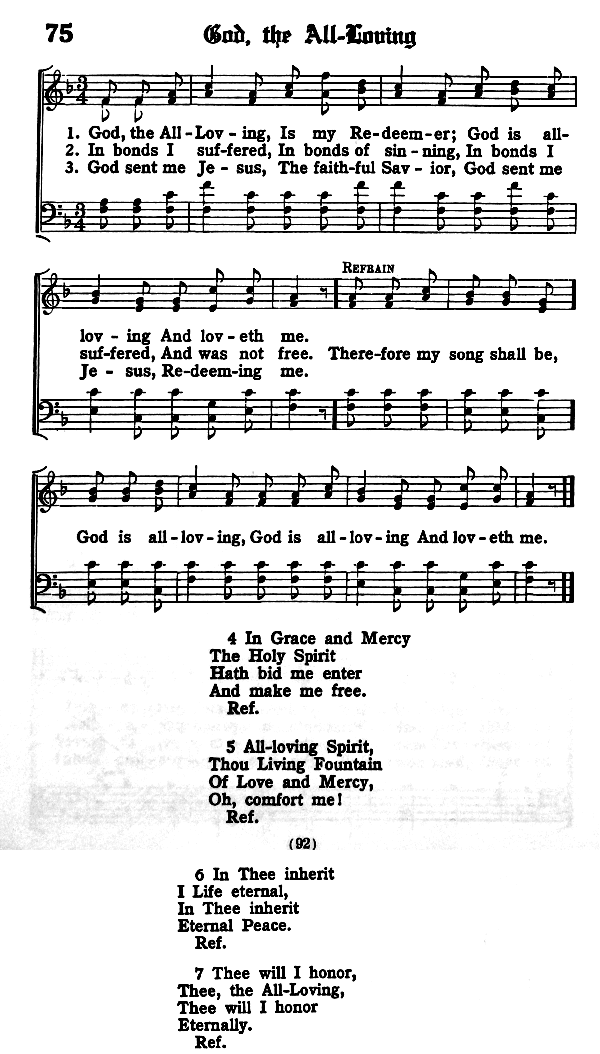 75 God, the All-Loving
1. God, the All-Lov-ing, Is my Re-deem-er; God is all-
2. In bonds I suf-fered, In bonds of sin-ning, In bonds I
3. God sent me Je-sus, The faith-ful Sav-ior, God sent me
REFRAIN
lov-ing And lov-eth me.
suf-fered, And was not free. There-fore my song shall be,
Je-sus, Re-deem-ing me.
God is all-lov-ing, God is all-lov-ing And lov-eth me.
4 In Grace and Mercy
The Holy Spirit
Hath bid me enter
And make me free.
Ref.
5 All-loving Spirit,
Thou Living Fountain
Of Love and Mercy,
Oh, comfort me!
Ref.
(92)
6 In Thee inherit
I Life eternal,
In Thee inherit
Eternal Peace.
Ref.
7 Thee will I honor,
Thee, the All-Loving,
Thee will I honor
Eternally.
Ref.